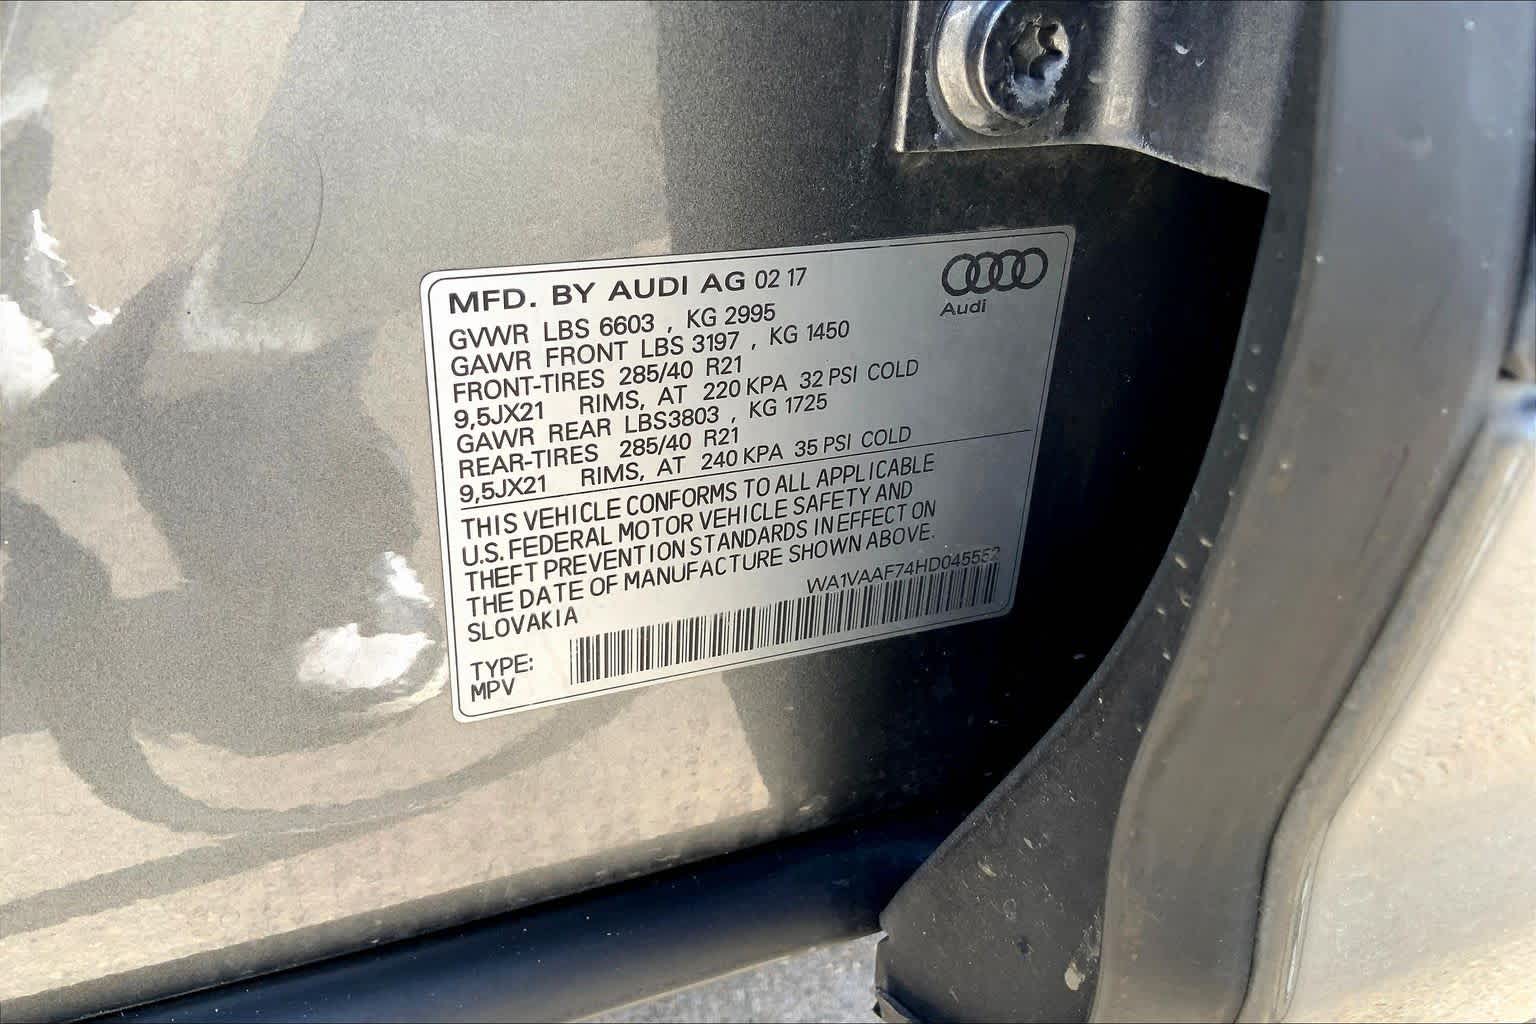 MFD. BY AUDI AG 02 17
Audi
GVWR LBS 6603 , KG 2995
GAWR FRONT LBS 3197 , KG 1450
FRONT-TIRES 285/40 R21
9,5JX21 RIMS, AT 220 KPA 32 PSI COLD
GAWR REAR LBS3803 , KG 1725
REAR-TIRES 285/40 R21
9,5JX21 RIMS, AT 240 KPA 35 PSI COLD
THIS VEHICLE CONFORMS TO ALL APPLICABLE
U.S. FEDERAL MOTOR VEHICLE SAFETY AND
THEFT PREVENTION STANDARDS IN EFFECT ON
THE DATE OF MANUFACTURE SHOWN ABOVE.
SLOVAKIA
WA1VAAF74HD045552
TYPE:
MPV